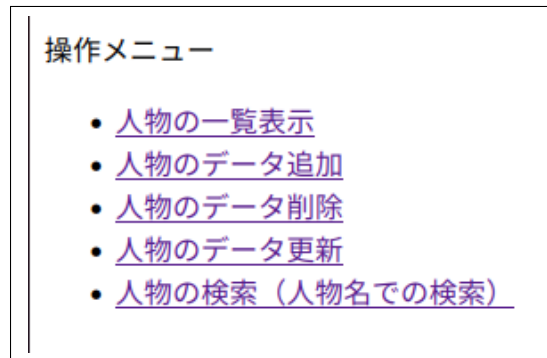 操作メニュー
人物の一覧表示
人物のデータ追加
人物のデータ削除
人物のデータ更新
人物の検索（人物名での検索）